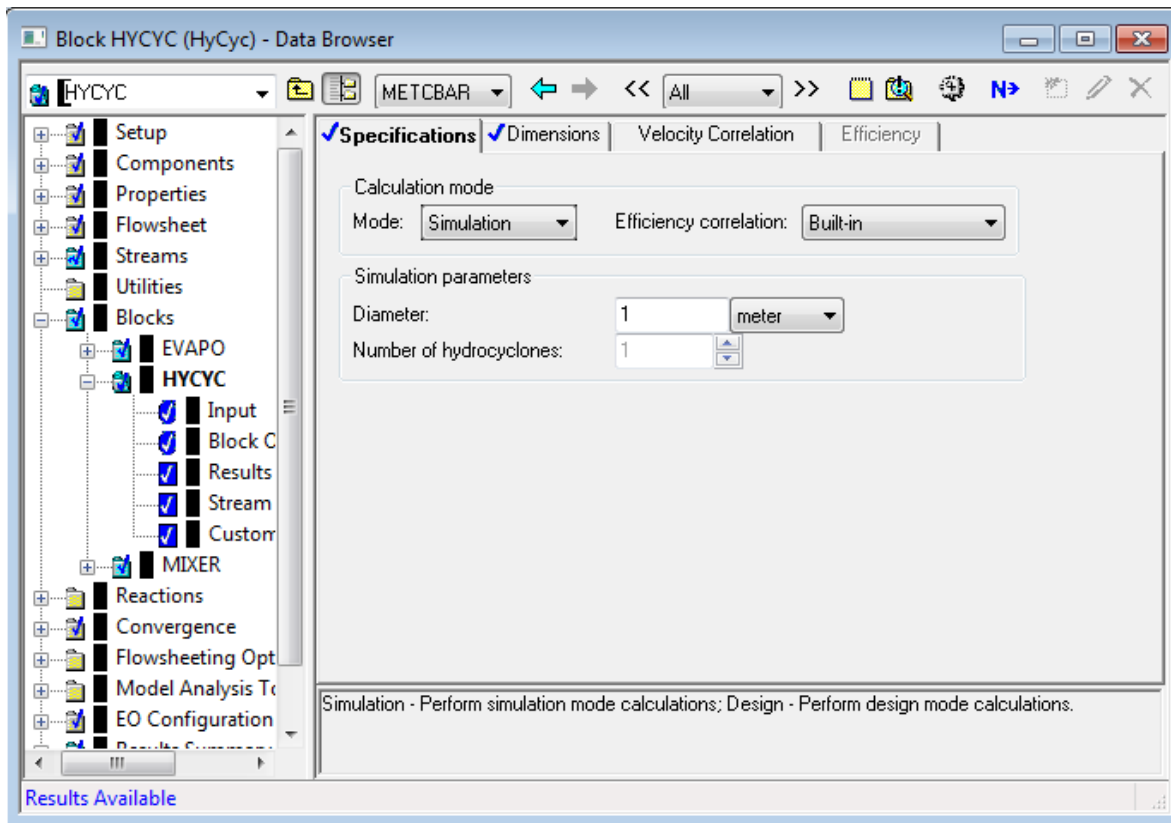 Block HYCYC (HyCyc) - Data Browser
HYCYC METCBAR << All >> N
Setup
Components
Properties
Flowsheet
Streams
Utilities
Blocks
EVAPO
HYCYC
Input
Block C
Results
Stream
Custom
MIXER
Reactions
Convergence
Flowsheeting Opt
Model Analysis To
EO Configuration
Results Summary
Specifications Dimensions Velocity Correlation Efficiency
Calculation mode
Mode: Simulation Efficiency correlation: Built-in
Simulation parameters
Diameter: 1 meter
Number of hydrocyclones: 1
Simulation - Perform simulation mode calculations; Design - Perform design mode calculations.
Results Available